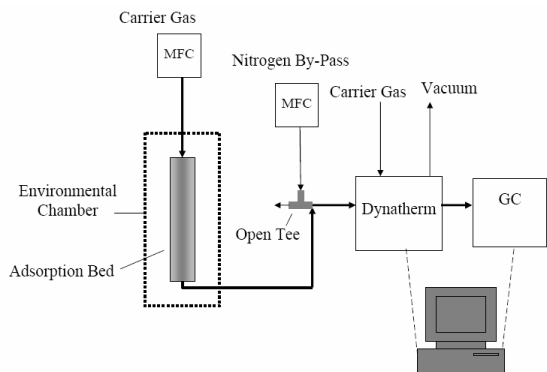 Carrier Gas
MFC
Nitrogen By-Pass
MFC
Carrier Gas
Vacuum
Environmental
Chamber
Adsorption Bed
Open Tee
Dynatherm
GC